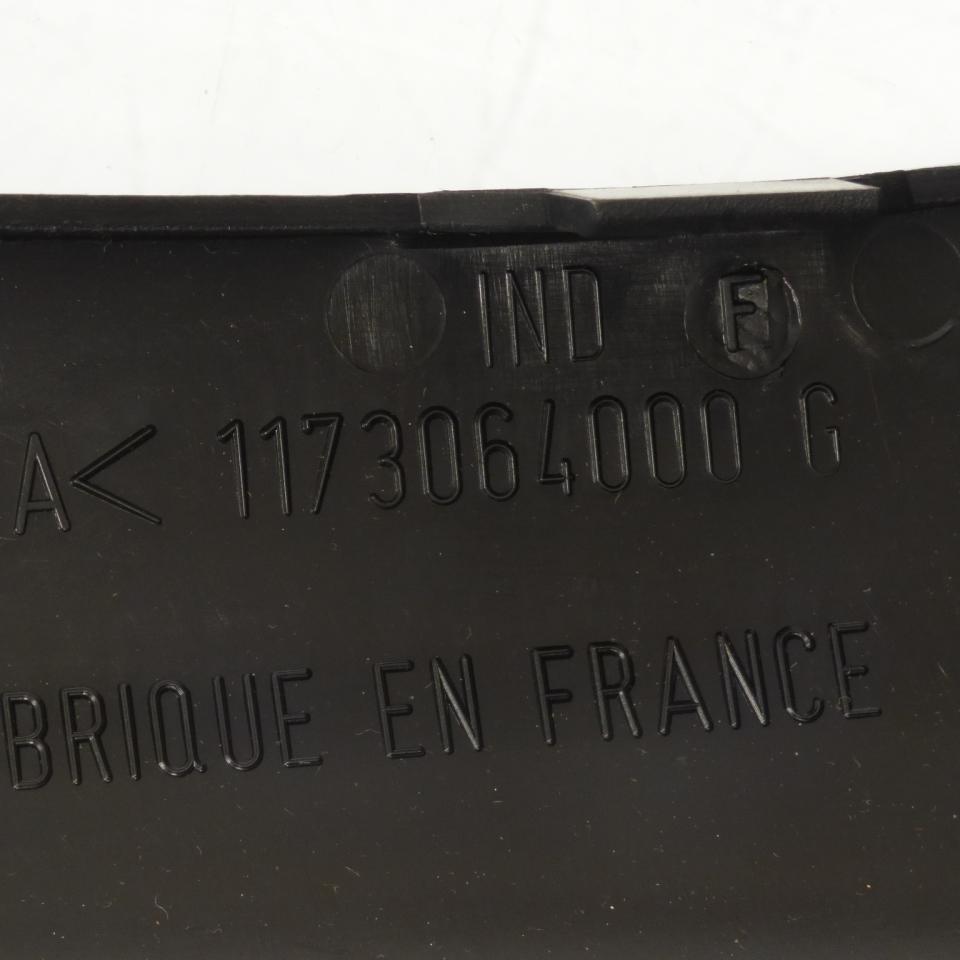 IND F
A< 1173064000 G
BRIQUE EN FRANCE